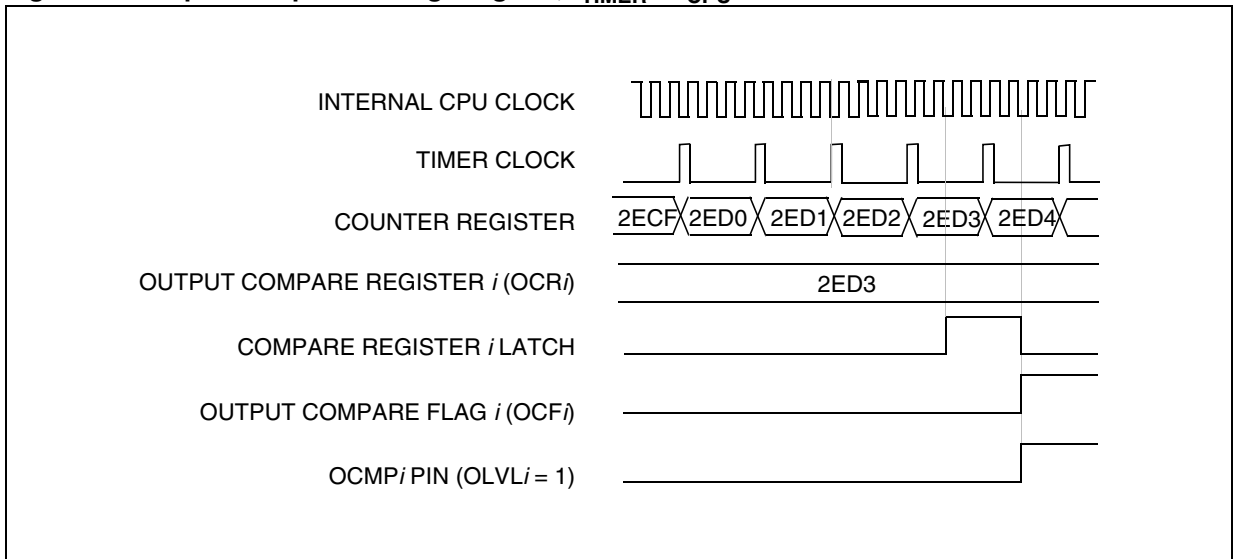 INTERNAL CPU CLOCK
TIMER CLOCK
COUNTER REGISTER
2ECF 2ED0 2ED1 2ED2 2ED3 2ED4
OUTPUT COMPARE REGISTER i (OCRi)
2ED3
COMPARE REGISTER i LATCH
OUTPUT COMPARE FLAG i (OCFi)
OCMPi PIN (OLVLi = 1)